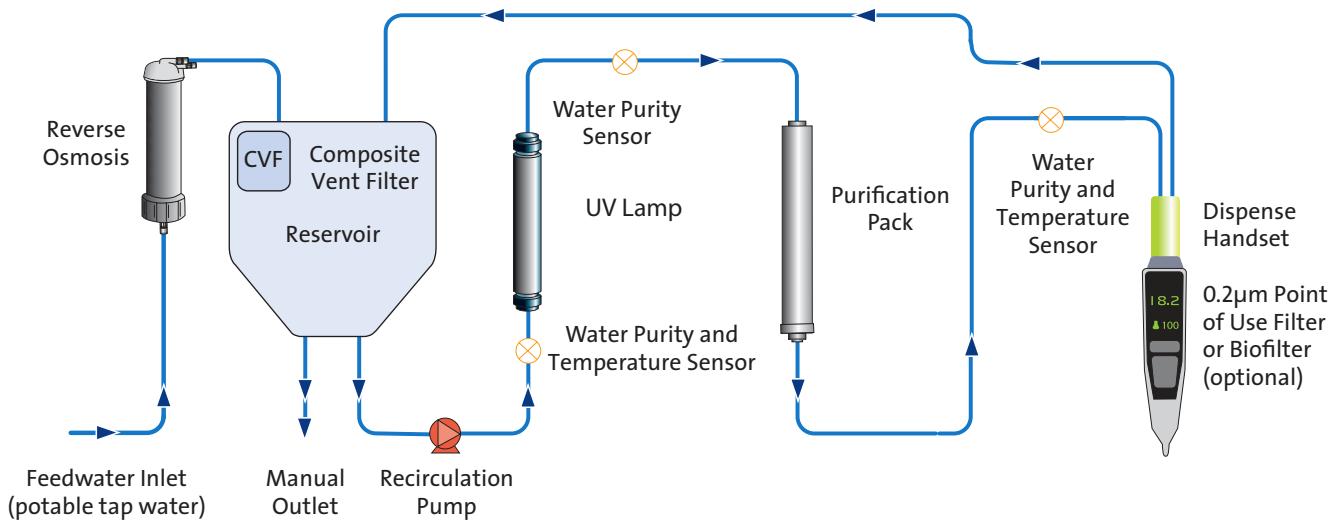 Reverse
Osmosis
CVF
Composite
Vent Filter
Reservoir
Water Purity
Sensor
UV Lamp
Water Purity and
Temperature Sensor
Purification
Pack
Water
Purity and
Temperature
Sensor
Dispense
Handset
18.2
100
0.2µm Point
of Use Filter
or Biofilter
(optional)
Feedwater Inlet
(potable tap water)
Manual
Outlet
Recirculation
Pump